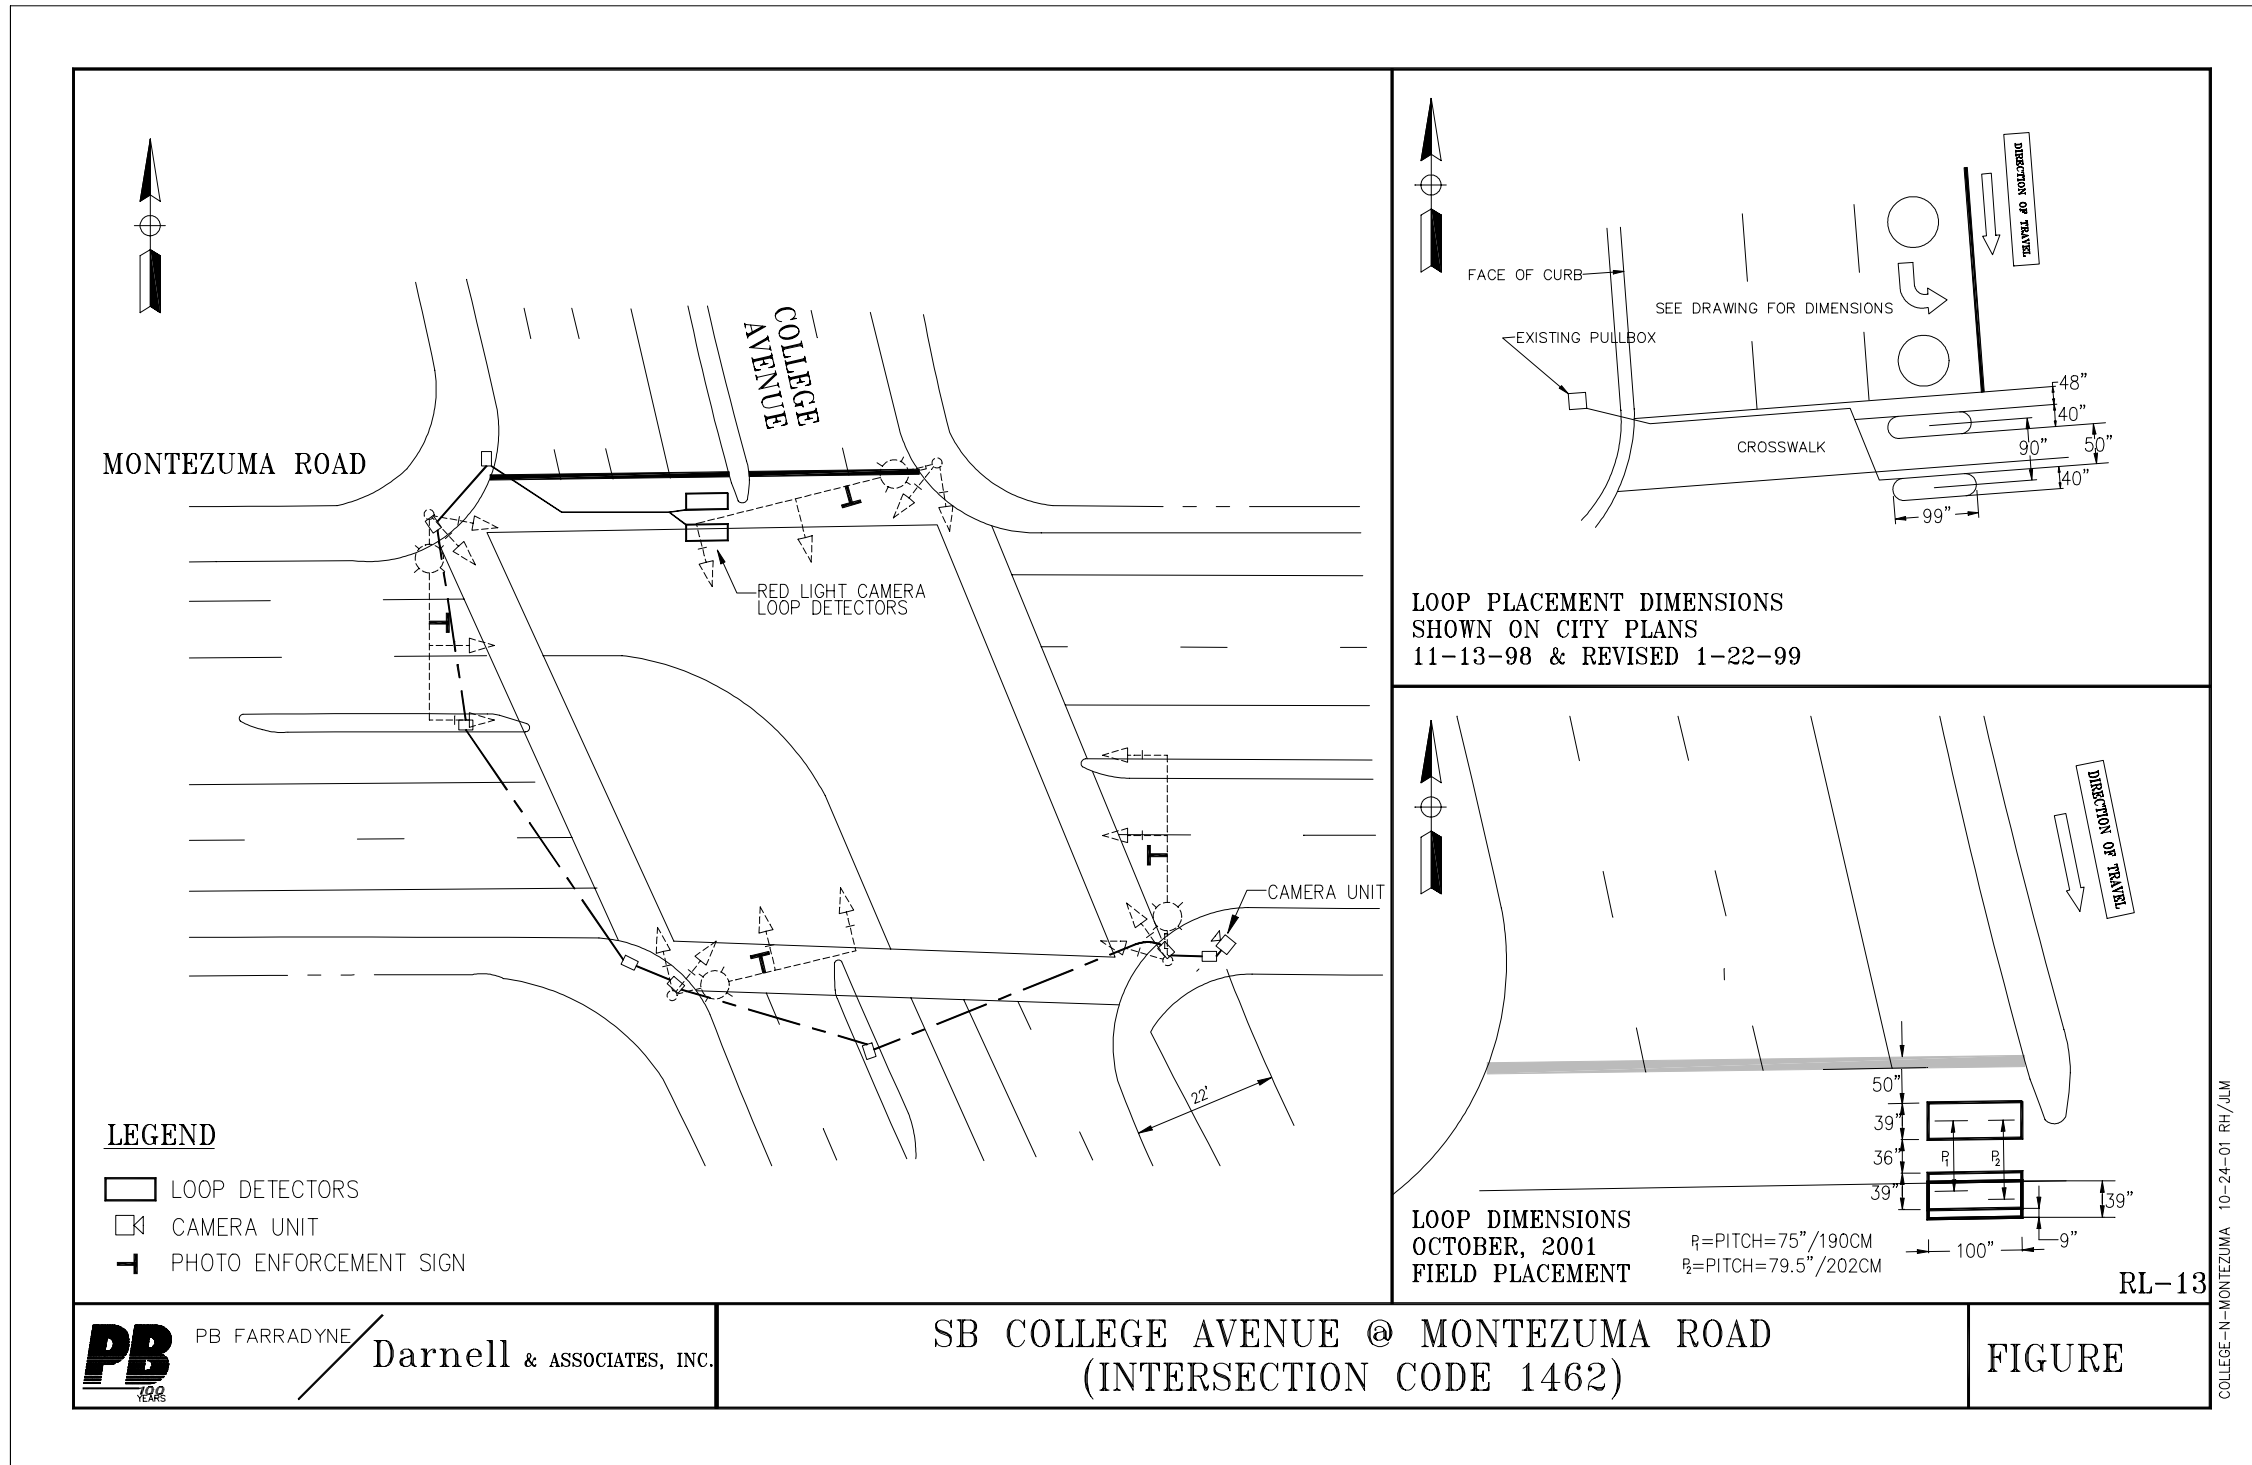 COLLEGE
AVENUE
MONTEZUMA ROAD
RED LIGHT CAMERA
LOOP DETECTORS
CAMERA UNIT
22'
LEGEND
LOOP DETECTORS
CAMERA UNIT
PHOTO ENFORCEMENT SIGN
DIRECTION OF TRAVEL
FACE OF CURB
SEE DRAWING FOR DIMENSIONS
EXISTING PULLBOX
48"
40"
CROSSWALK
90"
50"
40"
99"
LOOP PLACEMENT DIMENSIONS
SHOWN ON CITY PLANS
11-13-98 & REVISED 1-22-99
DIRECTION OF TRAVEL
50"
39"
36"
P1
P2
39"
39"
9"
100"
LOOP DIMENSIONS
OCTOBER, 2001
FIELD PLACEMENT
P1=PITCH=75"/190CM
P2=PITCH=79.5"/202CM
RL-13
PB
100
YEARS
PB FARRADYNE
Darnell & ASSOCIATES, INC.
SB COLLEGE AVENUE @ MONTEZUMA ROAD
(INTERSECTION CODE 1462)
FIGURE
COLLEGE-N-MONTEZUMA 10-24-01 RH/JLM